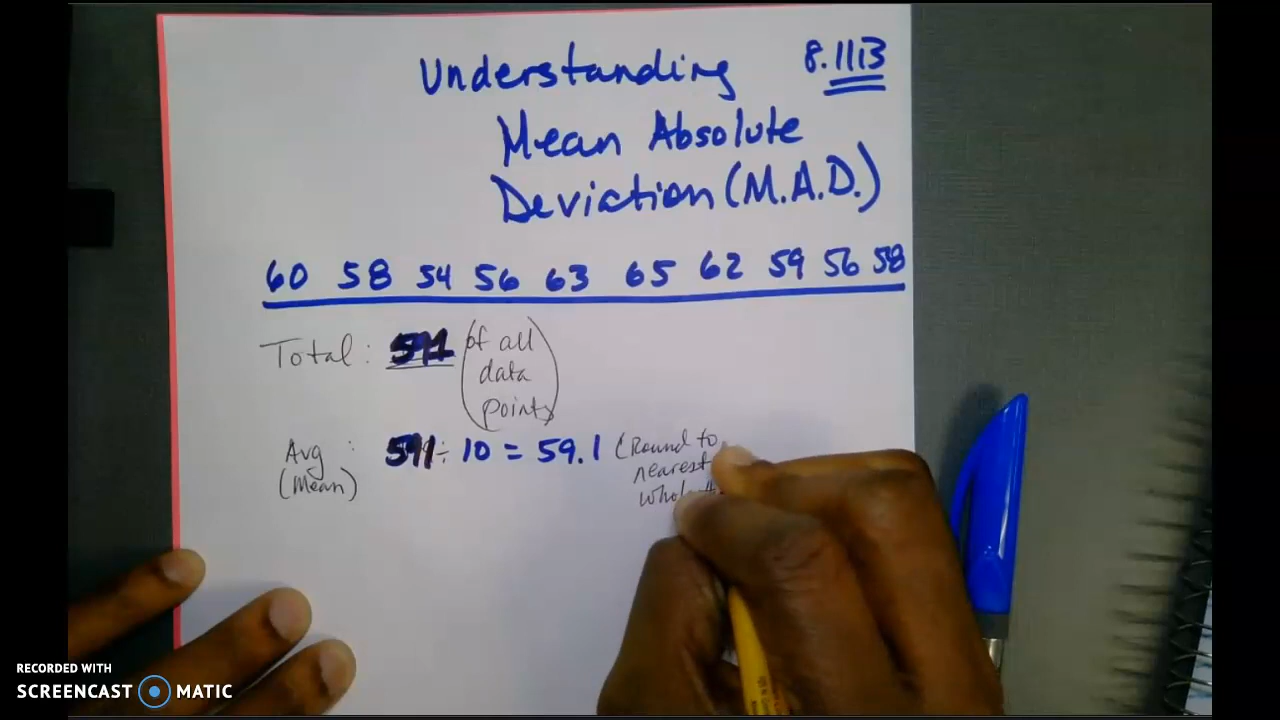 Understanding 8.11B
Mean Absolute
Deviation (M.A.D.)
60 58 54 56 63 65 62 59 56 58
Total: 591 (of all
data
points)
Avg : 591 ÷ 10 = 59.1 (Round to
(Mean) nearest
whole #
RECORDED WITH
SCREENCAST MATIC